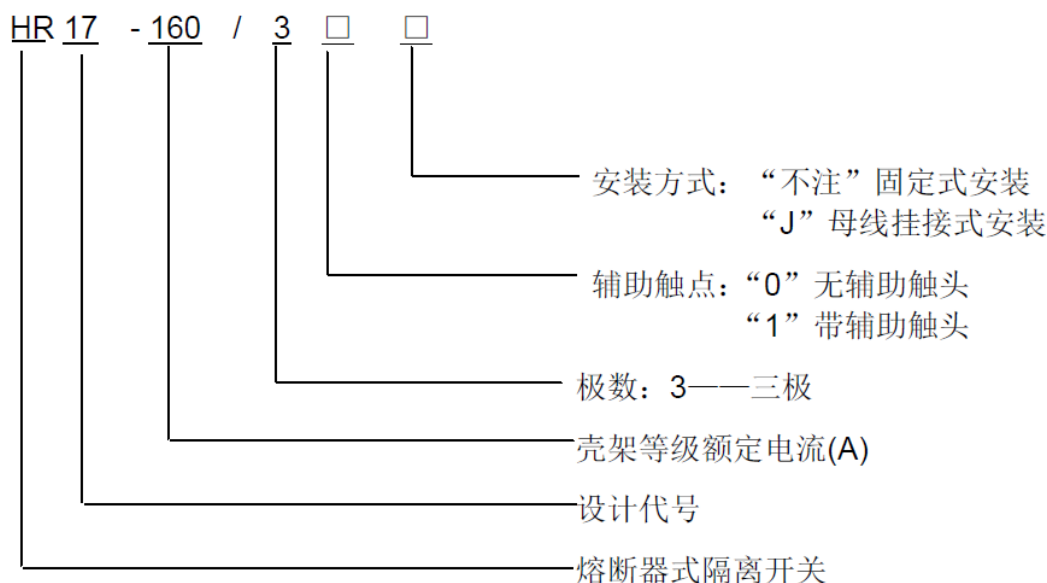 HR 17 - 160 / 3 □ □
安装方式：“不注”固定式安装
“J”母线挂接式安装
辅助触点：“0”无辅助触头
“1”带辅助触头
极数：3——三极
壳架等级额定电流(A)
设计代号
熔断器式隔离开关